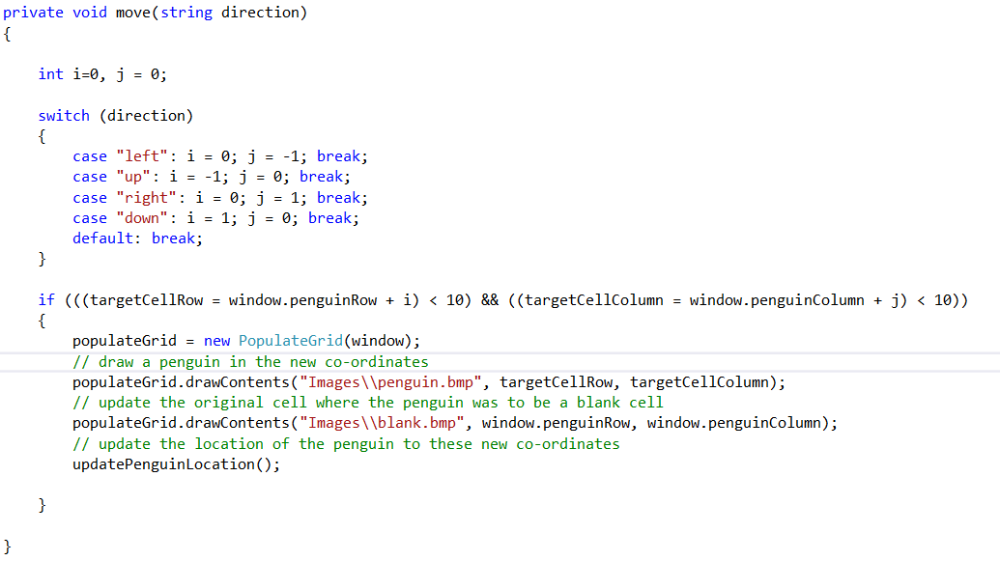 private void move(string direction)
{
int i=0, j = 0;
switch (direction)
{
case "left": i = 0; j = -1; break;
case "up": i = -1; j = 0; break;
case "right": i = 0; j = 1; break;
case "down": i = 1; j = 0; break;
default: break;
}
if (((targetCellRow = window.penguinRow + i) < 10) && ((targetCellColumn = window.penguinColumn + j) < 10))
{
populateGrid = new PopulateGrid(window);
// draw a penguin in the new co-ordinates
populateGrid.drawContents("Images\\penguin.bmp", targetCellRow, targetCellColumn);
// update the original cell where the penguin was to be a blank cell
populateGrid.drawContents("Images\\blank.bmp", window.penguinRow, window.penguinColumn);
// update the location of the penguin to these new co-ordinates
updatePenguinLocation();
}
}